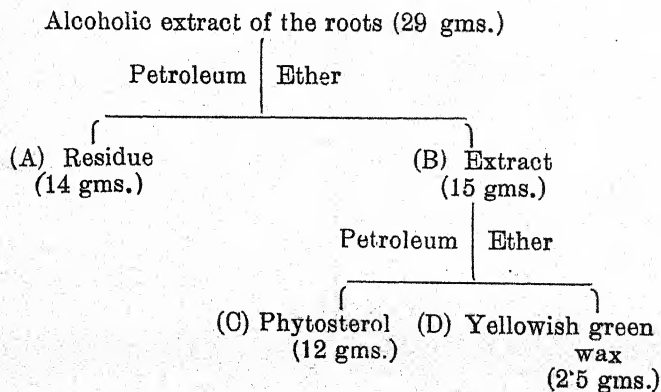 Alcoholic extract of the roots (29 gms.)
Petroleum Ether
(A) Residue (B) Extract
(14 gms.) (15 gms.)
Petroleum Ether
(C) Phytosterol (D) Yellowish green
(12 gms.) wax
(2·5 gms.)